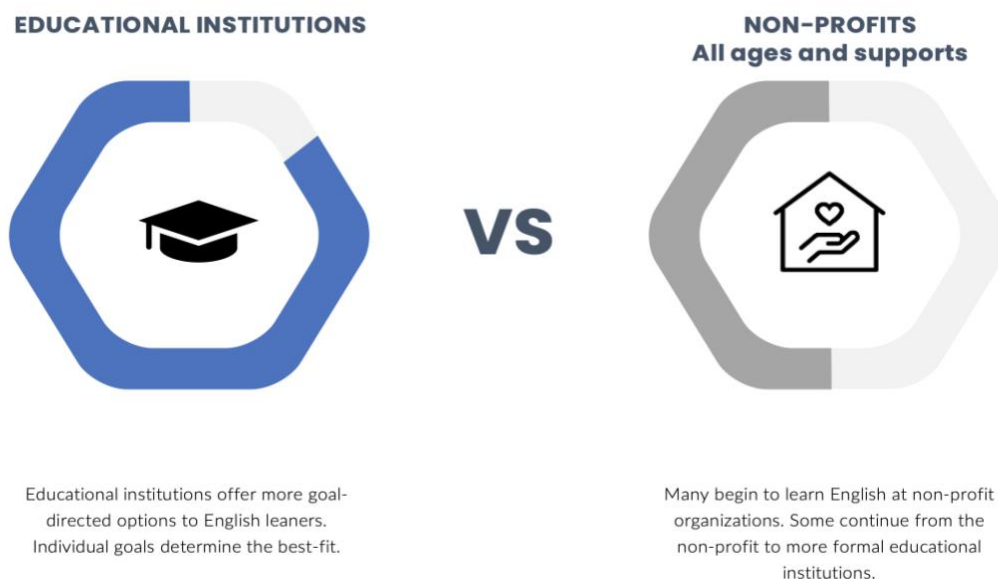 EDUCATIONAL INSTITUTIONS
NON-PROFITS
All ages and supports
VS
Educational institutions offer more goal-
directed options to English leaners.
Individual goals determine the best-fit.
Many begin to learn English at non-profit
organizations. Some continue from the
non-profit to more formal educational
institutions.